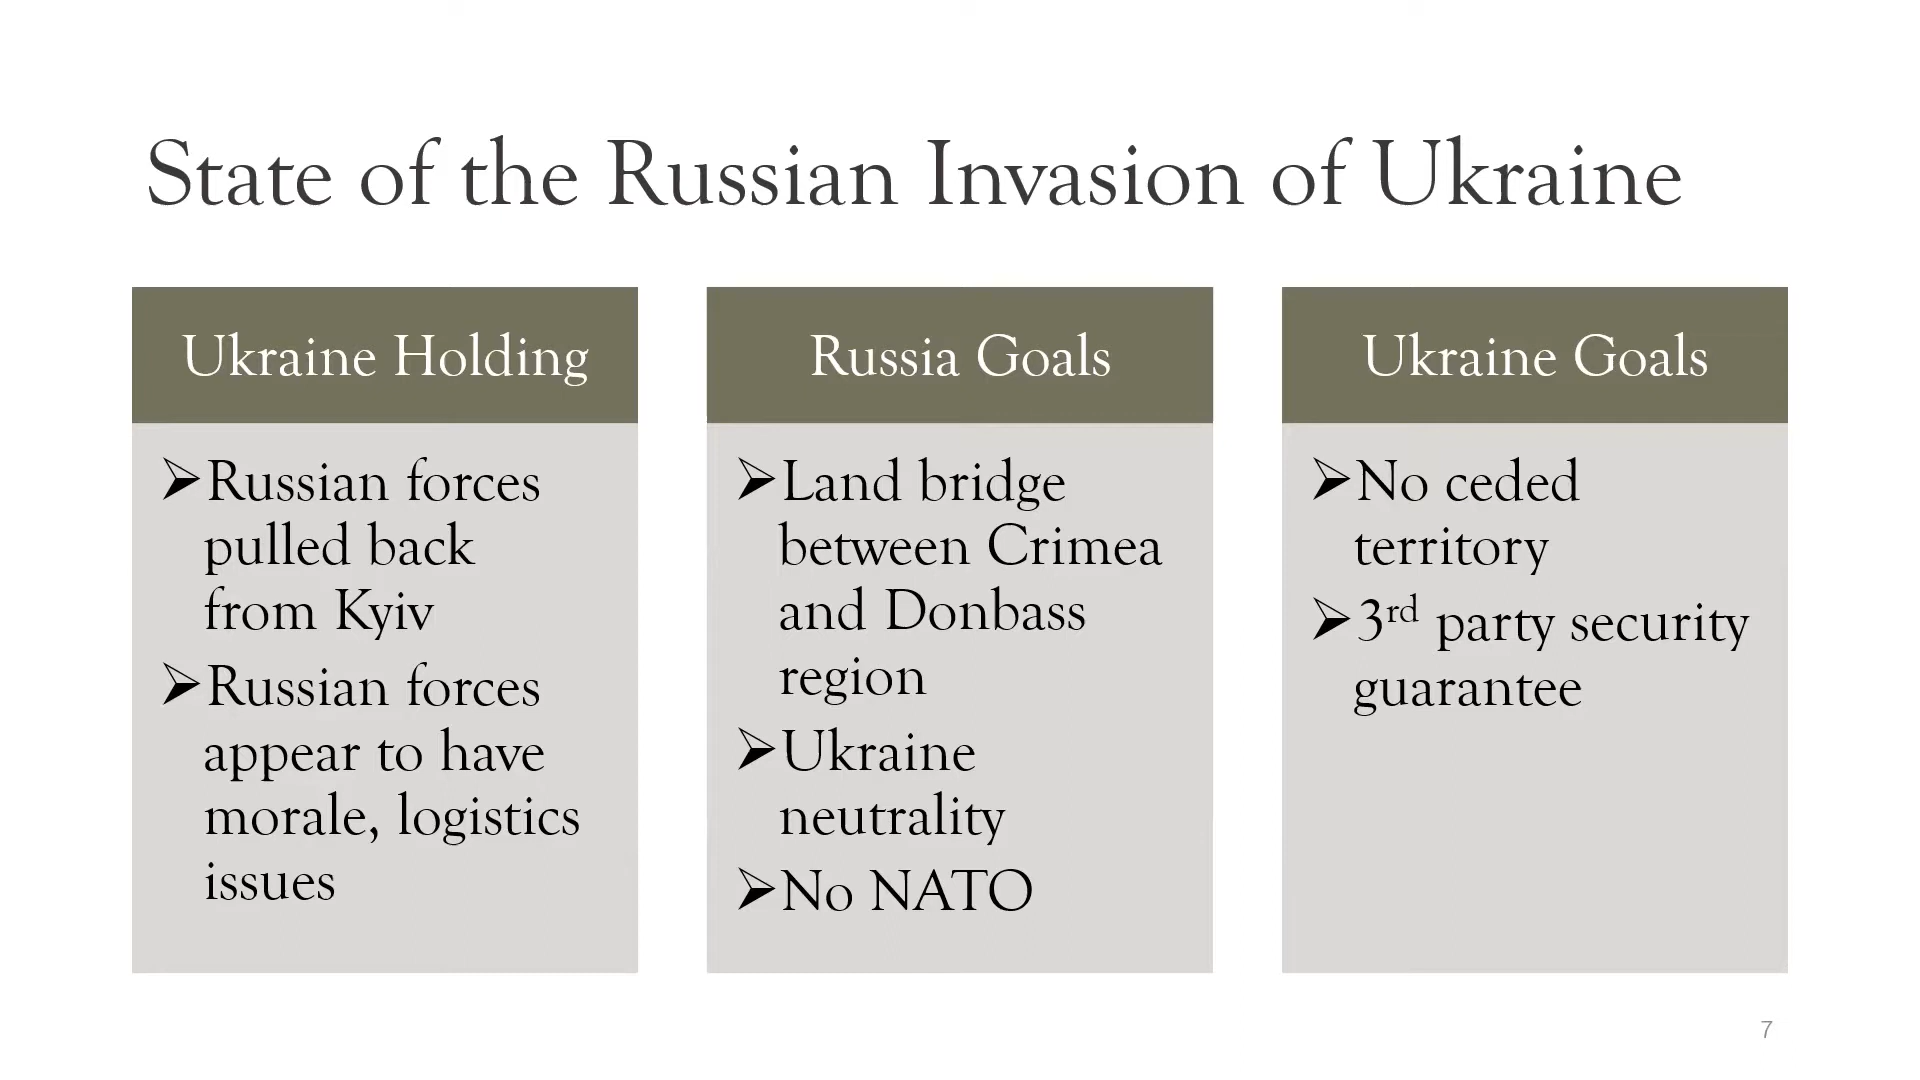 State of the Russian Invasion of Ukraine
Ukraine Holding
➢Russian forces
pulled back
from Kyiv
➢Russian forces
appear to have
morale, logistics
issues
Russia Goals
➢Land bridge
between Crimea
and Donbass
region
➢Ukraine
neutrality
➢No NATO
Ukraine Goals
➢No ceded
territory
➢3rd party security
guarantee
7